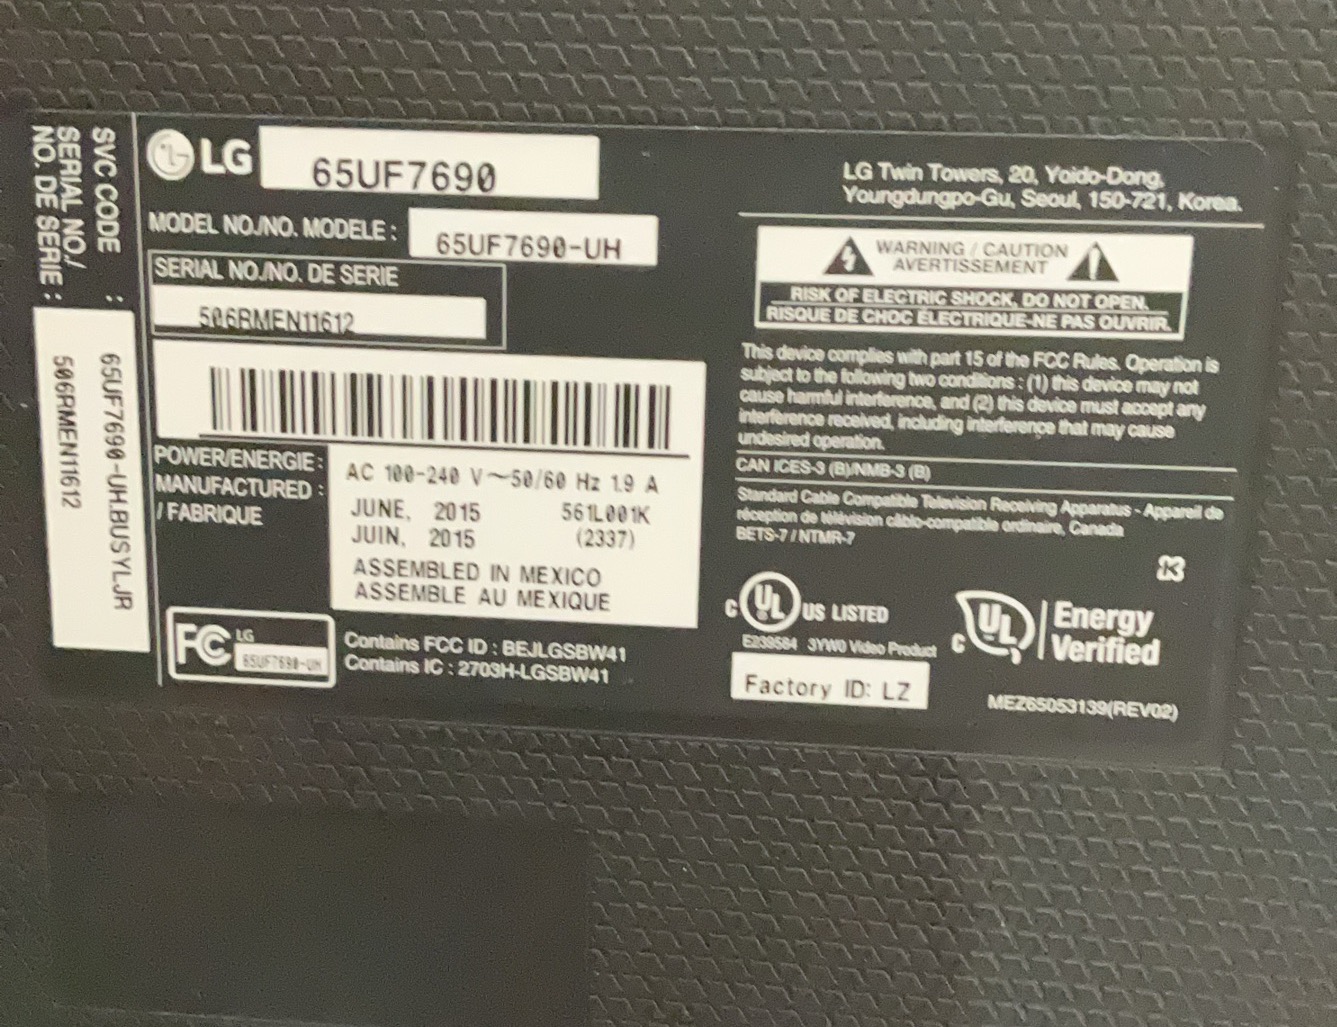 SVC CODE : 65UF7690-UH.BUSYLJR
SERIAL NO./
NO. DE SERIE : 506RMEN11612
LG 65UF7690
MODEL NO./NO. MODELE : 65UF7690-UH
SERIAL NO./NO. DE SERIE
506RMEN11612
POWER/ENERGIE : AC 100-240 V~50/60 Hz 1.9 A
MANUFACTURED : JUNE, 2015 561L001K
/ FABRIQUE JUIN, 2015 (2337)
ASSEMBLED IN MEXICO
ASSEMBLE AU MEXIQUE
FC LG
65UF7690-UH
Contains FCC ID : BEJLGSBW41
Contains IC : 2703H-LGSBW41
LG Twin Towers, 20, Yoido-Dong,
Youngdungpo-Gu, Seoul, 150-721, Korea.
WARNING / CAUTION
AVERTISSEMENT
RISK OF ELECTRIC SHOCK, DO NOT OPEN.
RISQUE DE CHOC ÉLECTRIQUE-NE PAS OUVRIR.
This device complies with part 15 of the FCC Rules. Operation is
subject to the following two conditions : (1) this device may not
cause harmful interference, and (2) this device must accept any
interference received, including interference that may cause
undesired operation.
CAN ICES-3 (B)/NMB-3 (B)
Standard Cable Compatible Television Receiving Apparatus - Appareil de
réception de télévision câblo-compatible ordinaire, Canada
BETS-7 / NTMR-7
c UL US LISTED
E239584 3YW0 Video Product
c UL Energy
Verified
Factory ID: LZ
MEZ65053139(REV02)